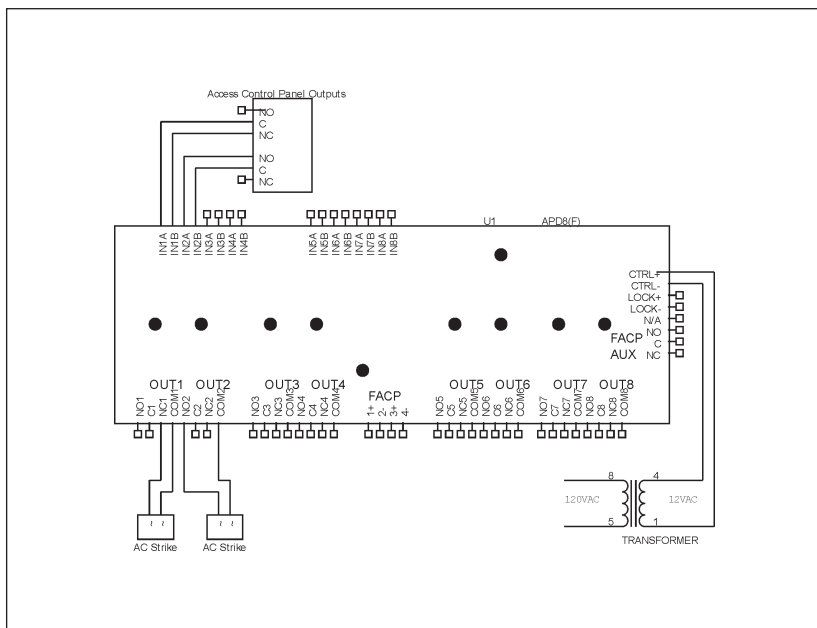 Access Control Panel Outputs
NO
C
NC
NO
C
NC
U1
APD8(F)
IN1A
IN1B
IN2A
IN2B
IN3A
IN3B
IN4A
IN4B
IN5A
IN5B
IN6A
IN6B
IN7A
IN7B
IN8A
IN8B
CTRL+
CTRL-
LOCK+
LOCK-
N/A
FACP NO
C
AUX NC
OUT1
OUT2
OUT3
OUT4
FACP
OUT5
OUT6
OUT7
OUT8
NO1
C1
NC1
COM1
NO2
C2
NC2
COM2
NO3
C3
NC3
COM3
NO4
C4
NC4
COM4
1+
2-
3+
4-
NO5
C5
NC5
COM5
NO6
C6
NC6
COM6
NO7
C7
NC7
COM7
NO8
C8
NC8
COM8
8
4
120VAC
12VAC
5
1
TRANSFORMER
~ ~
AC Strike
~ ~
AC Strike